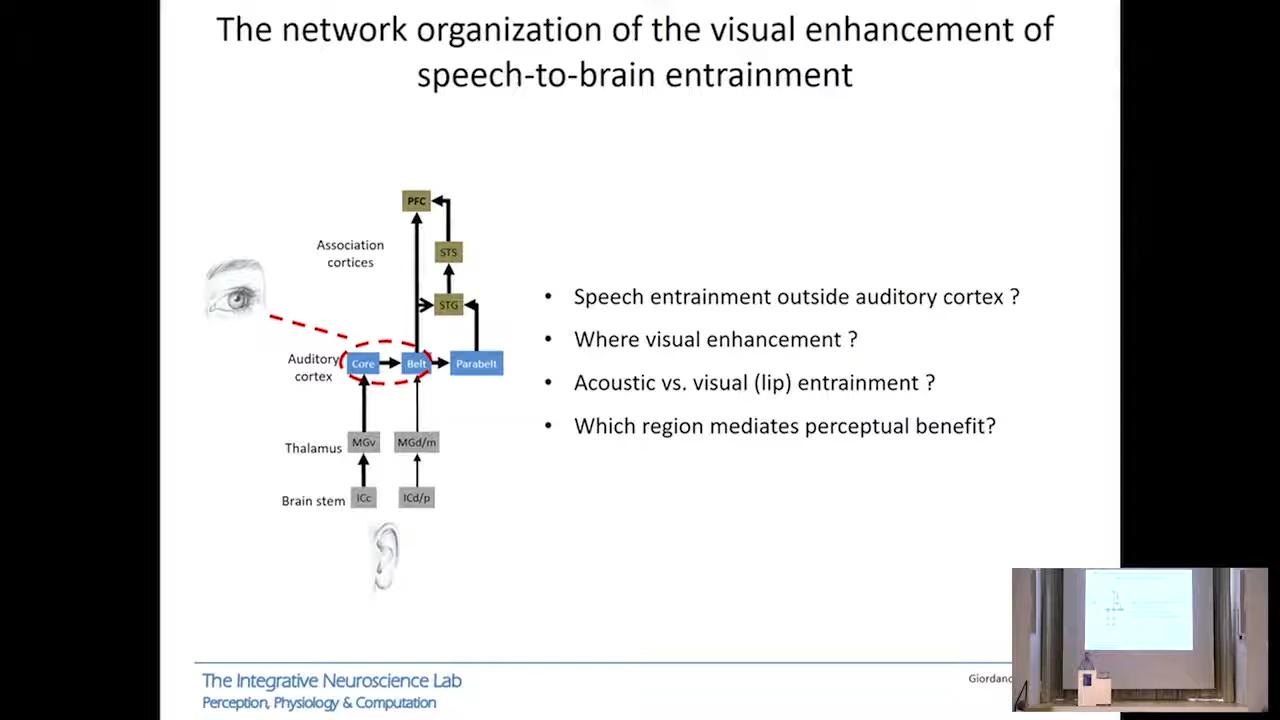 The network organization of the visual enhancement of
speech-to-brain entrainment
PFC
Association
cortices
STS
STG
Auditory
cortex
Core
Belt
Parabelt
Thalamus
MGv
MGd/m
Brain stem
ICc
ICd/p
• Speech entrainment outside auditory cortex ?
• Where visual enhancement ?
• Acoustic vs. visual (lip) entrainment ?
• Which region mediates perceptual benefit?
The Integrative Neuroscience Lab
Perception, Physiology & Computation